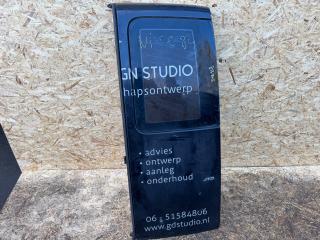 GN STUDIO
hapsontwerp
• advies
• ontwerp
• aanleg
• onderhoud
06 51584806
www.gdstudio.nl